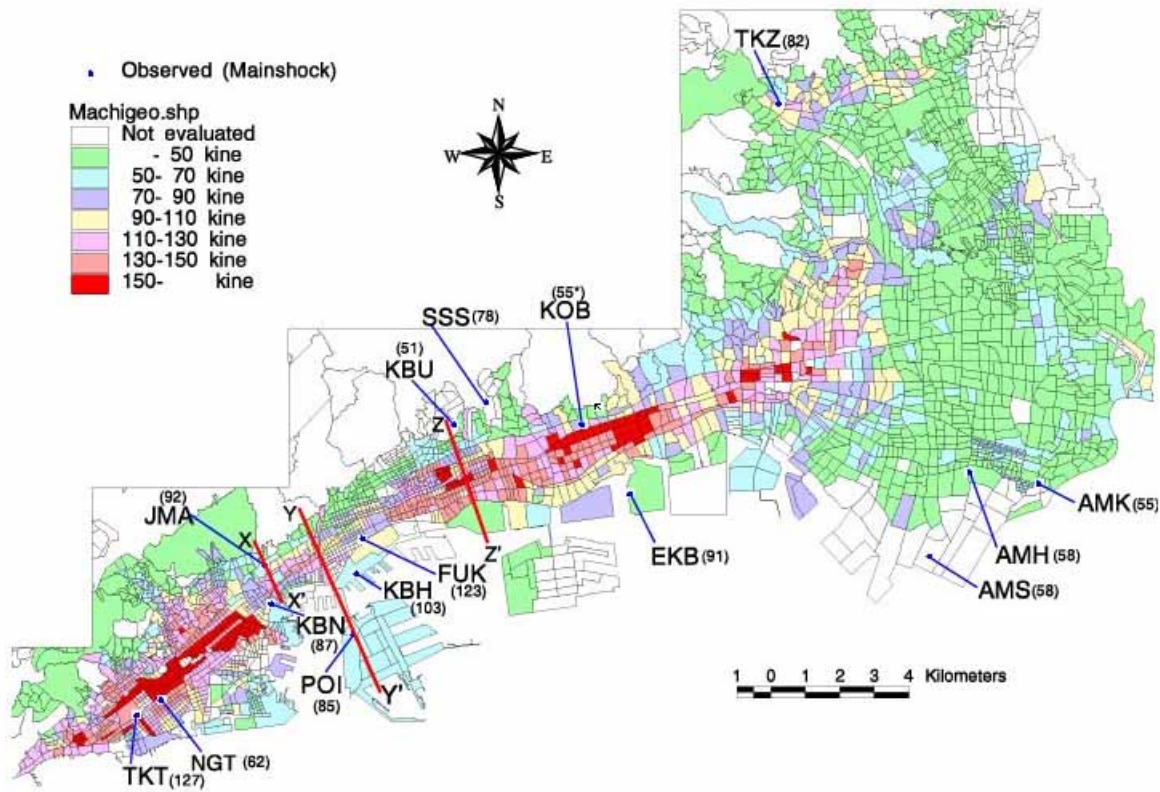 TKZ(82)
Observed (Mainshock)
Machigeo.shp
Not evaluated
- 50 kine
50- 70 kine
70- 90 kine
90-110 kine
110-130 kine
130-150 kine
150- kine
N
W E
S
SSS(78)
(55*)
KOB
(51)
KBU
Z
(92)
JMA
Y
X
AMK(55)
Z'
EKB(91)
AMH(58)
FUK
(123)
AMS(58)
KBH
(103)
X'
KBN
(87)
POI
(85)
Y'
1 0 1 2 3 4 Kilometers
NGT(62)
TKT(127)